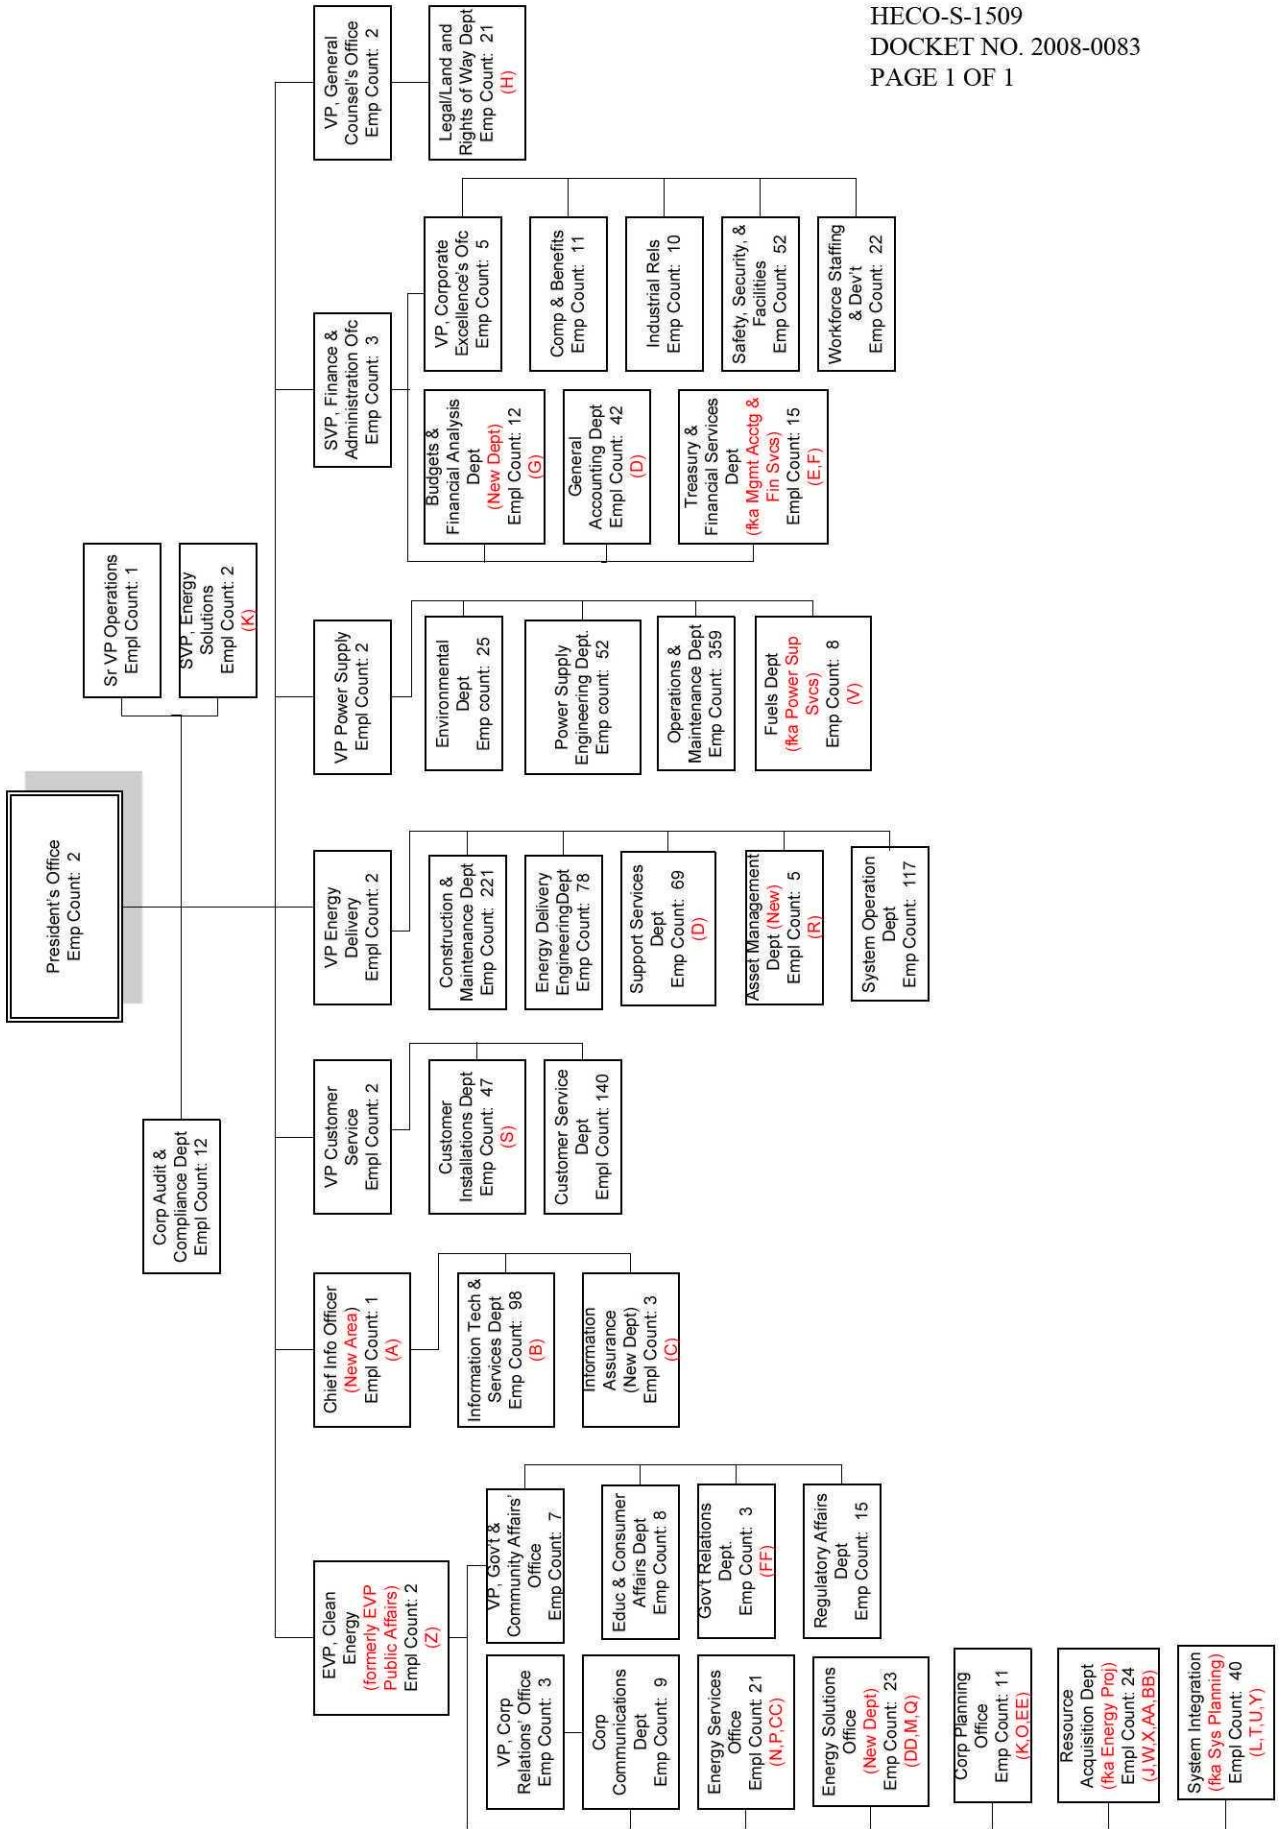 HECO-S-1509
DOCKET NO. 2008-0083
PAGE 1 OF 1
President's Office
Emp Count: 2
Corp Audit &
Compliance Dept
Empl Count: 12
Sr VP Operations
Empl Count: 1
SVP, Energy
Solutions
Empl Count: 2
(K)
EVP, Clean
Energy
(formerly EVP
Public Affairs)
Empl Count: 2
(Z)
VP, Corp
Relations' Office
Emp Count: 3
Corp
Communications
Dept
Emp Count: 9
Energy Services
Office
Empl Count: 21
(N,P,CC)
Energy Solutions
Office
(New Dept)
Emp Count: 23
(DD,M,Q)
Corp Planning
Office
Emp Count: 11
(K,O,EE)
Resource
Acquisition Dept
(fka Energy Proj)
Empl Count: 24
(J,W,X,AA,BB)
System Integration
(fka Sys Planning)
Empl Count: 40
(L,T,U,Y)
VP, Gov't &
Community Affairs'
Office
Emp Count: 7
Educ & Consumer
Affairs Dept
Emp Count: 8
Gov't Relations
Dept.
Emp Count: 3
(FF)
Regulatory Affairs
Dept
Emp Count: 15
Chief Info Officer
(New Area)
Empl Count: 1
(A)
Information Tech &
Services Dept
Emp Count: 98
(B)
Information
Assurance
(New Dept)
Empl Count: 3
(C)
VP Customer
Service
Empl Count: 2
Customer
Installations Dept
Emp Count: 47
(S)
Customer Service
Dept
Empl Count: 140
VP Energy
Delivery
Empl Count: 2
Construction &
Maintenance Dept
Emp Count: 221
Energy Delivery
EngineeringDept
Emp Count: 78
Support Services
Dept
Emp Count: 69
(D)
Asset Management
Dept (New)
Empl Count: 5
(R)
System Operation
Dept
Emp Count: 117
VP Power Supply
Empl Count: 2
Environmental
Dept
Emp count: 25
Power Supply
Engineering Dept.
Emp count: 52
Operations &
Maintenance Dept
Emp Count: 359
Fuels Dept
(fka Power Sup
Svcs)
Emp Count: 8
(V)
SVP, Finance &
Administration Ofc
Emp Count: 3
Budgets &
Financial Analysis
Dept
(New Dept)
Empl Count: 12
(G)
General
Accounting Dept
Empl Count: 42
(D)
Treasury &
Financial Services
Dept
(fka Mgmt Acctg &
Fin Svcs)
Empl Count: 15
(E,F)
VP, Corporate
Excellence's Ofc
Emp Count: 5
Comp & Benefits
Emp Count: 11
Industrial Rels
Emp Count: 10
Safety, Security, &
Facilities
Emp Count: 52
Workforce Staffing
& Dev't
Emp Count: 22
VP, General
Counsel's Office
Emp Count: 2
Legal/Land and
Rights of Way Dept
Emp Count: 21
(H)